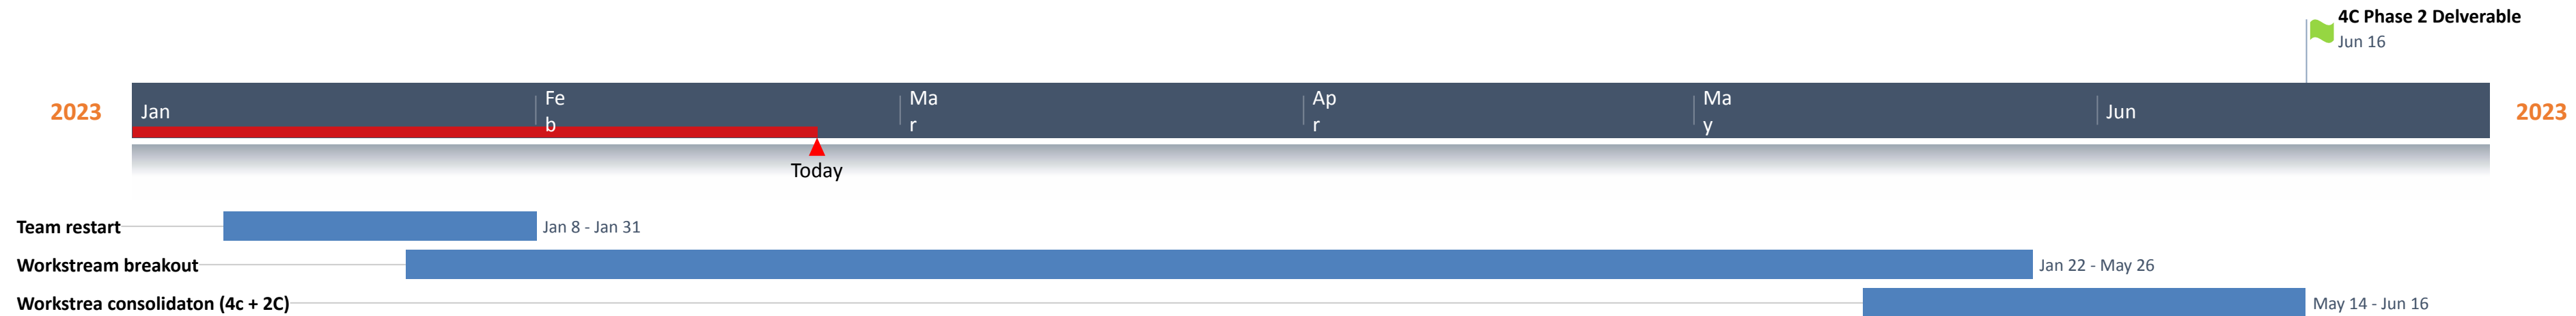 4C Phase 2 Delverable
Jun 16
2023
Jan
Fe
b
Ma
r
Ap
r
Ma
y
Jun
2023
Today
Team restart
Jan 8 - Jan 31
Workstream breakout
Jan 22 - May 26
Workstrea consolidaton (4c + 2C)
May 14 - Jun 16